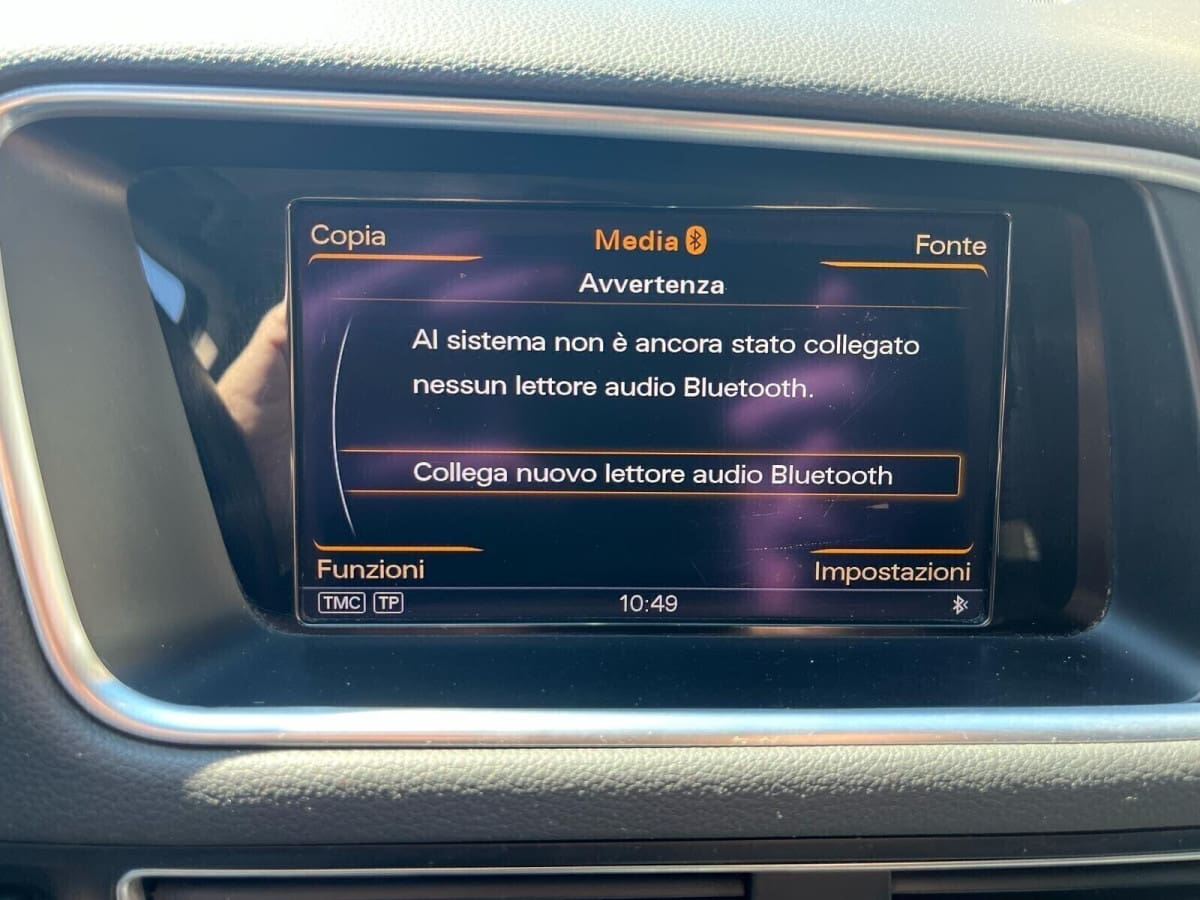 Copia
Media
Fonte
Avvertenza
Al sistema non è ancora stato collegato
nessun lettore audio Bluetooth.
Collega nuovo lettore audio Bluetooth
Funzioni
Impostazioni
TMC TP
10:49